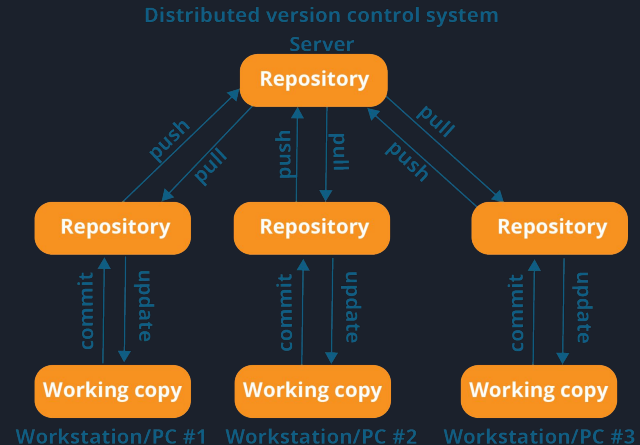 Distributed version control system
Server
Repository
push
pull
push
pull
push
pull
Repository
Repository
Repository
commit
update
commit
update
commit
update
Working copy
Working copy
Working copy
Workstation/PC #1
Workstation/PC #2
Workstation/PC #3